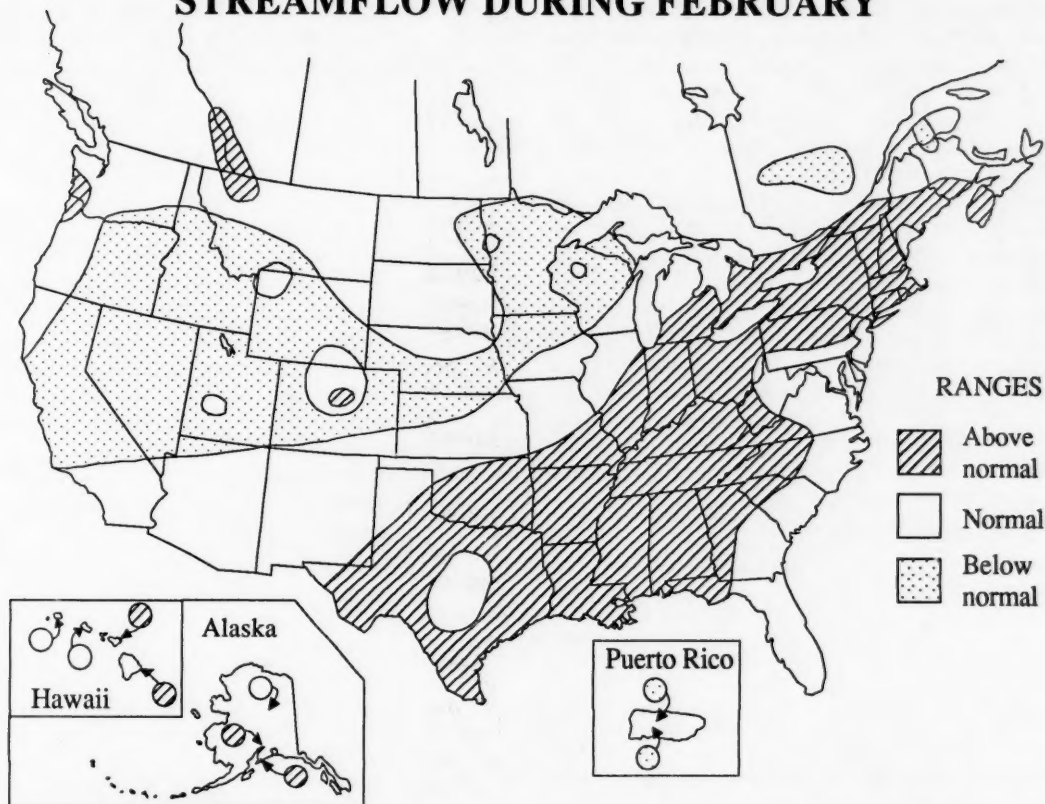 STREAMFLOW DURING FEBRUARY
RANGES
Above
normal
Normal
Below
normal
Alaska
Hawaii
Puerto Rico